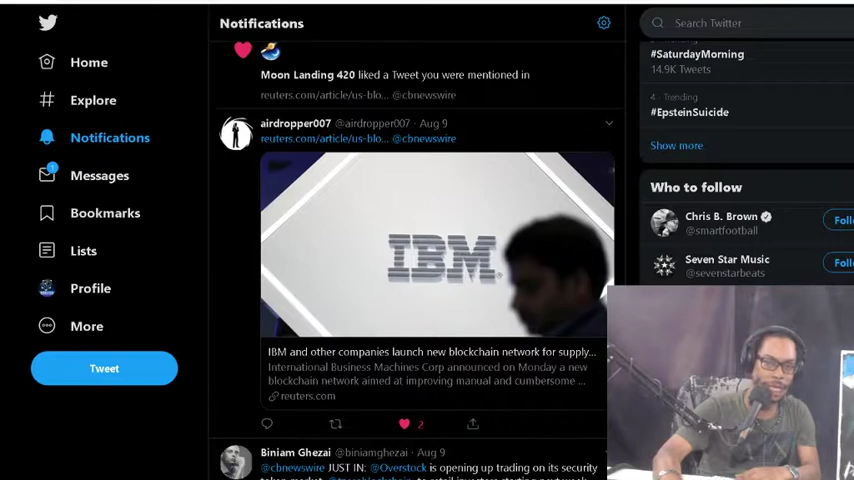 Notifications
Search Twitter
Home
Explore
Notifications
Messages
1
Bookmarks
Lists
Profile
More
Tweet
Moon Landing 420 liked a Tweet you were mentioned in
reuters.com/article/us-blo... @cbnewswire
airdropper007 @airdropper007 · Aug 9
reuters.com/article/us-blo... @cbnewswire
IBM
IBM and other companies launch new blockchain network for supply...
International Business Machines Corp announced on Monday a new
blockchain network aimed at improving manual and cumbersome ...
reuters.com
2
Biniam Ghezai @biniamghezai · Aug 9
@cbnewswire JUST IN: @Overstock is opening up trading on its security
#SaturdayMorning
14.9K Tweets
4 · Trending
#EpsteinSuicide
Show more
Who to follow
Chris B. Brown
@smartfootball
Foll
Seven Star Music
@sevenstarbeats
Foll